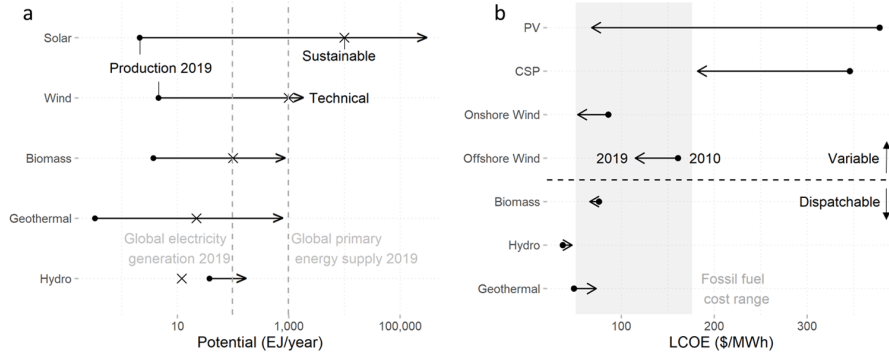 a
Solar
Sustainable
Production 2019
Wind
Technical
Biomass
Geothermal
Global electricity
generation 2019
Global primary
energy supply 2019
Hydro
10
1,000
100,000
Potential (EJ/year)
b
PV
CSP
Onshore Wind
Offshore Wind
2019
2010
Variable
Biomass
Dispatchable
Hydro
Geothermal
Fossil fuel
cost range
100
200
300
LCOE ($/MWh)